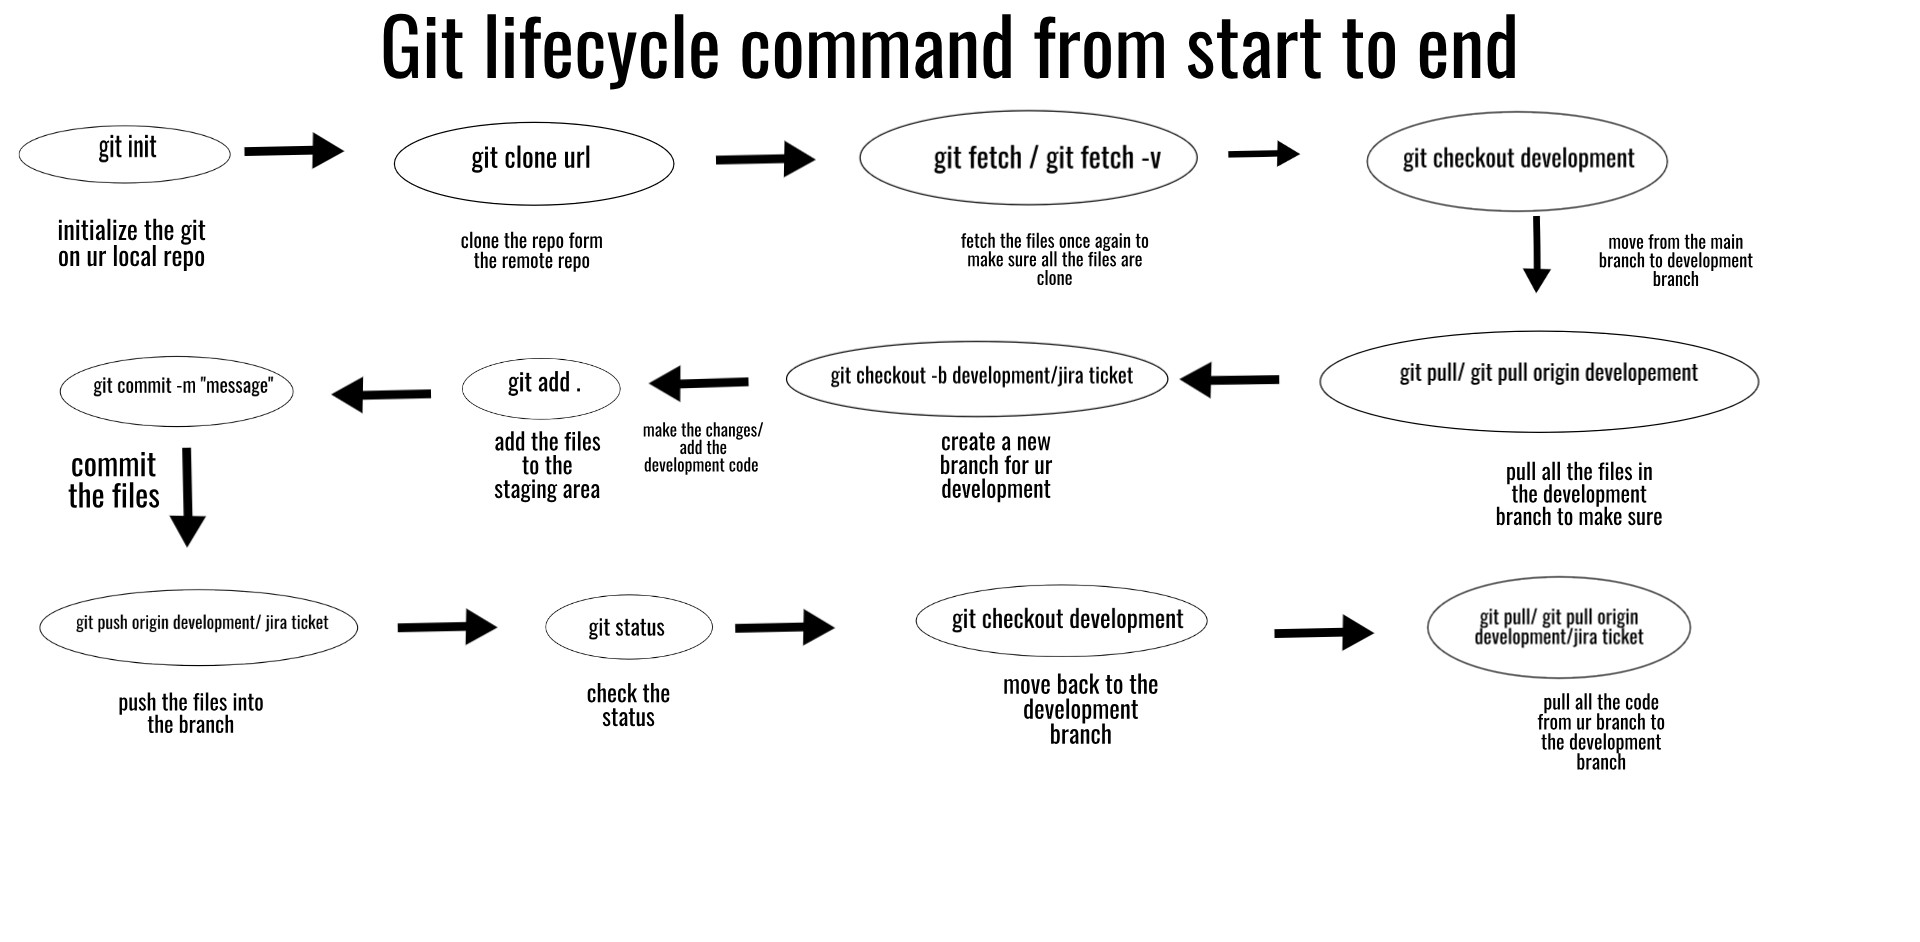 Git lifecycle command from start to end
git init
initialize the git
on ur local repo
git clone url
clone the repo form
the remote repo
git fetch / git fetch -v
fetch the files once again to
make sure all the files are
clone
git checkout development
move from the main
branch to development
branch
git pull/ git pull origin developement
pull all the files in
the development
branch to make sure
git checkout -b development/jira ticket
create a new
branch for ur
development
make the changes/
add the
development code
git add .
add the files
to the
staging area
git commit -m "message"
commit
the files
git push origin development/ jira ticket
push the files into
the branch
git status
check the
status
git checkout development
move back to the
development
branch
git pull/ git pull origin
development/jira ticket
pull all the code
from ur branch to
the development
branch